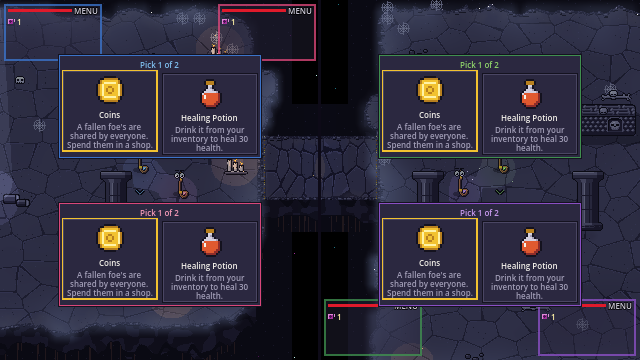 MENU
1
MENU
1
Pick 1 of 2
Coins
A fallen foe's are
shared by everyone.
Spend them in a shop.
Healing Potion
Drink it from your
inventory to heal 30
health.
Pick 1 of 2
Coins
A fallen foe's are
shared by everyone.
Spend them in a shop.
Healing Potion
Drink it from your
inventory to heal 30
health.
Pick 1 of 2
Coins
A fallen foe's are
shared by everyone.
Spend them in a shop.
Healing Potion
Drink it from your
inventory to heal 30
health.
Pick 1 of 2
Coins
A fallen foe's are
shared by everyone.
Spend them in a shop.
Healing Potion
Drink it from your
inventory to heal 30
health.
MENU
1
MENU
1